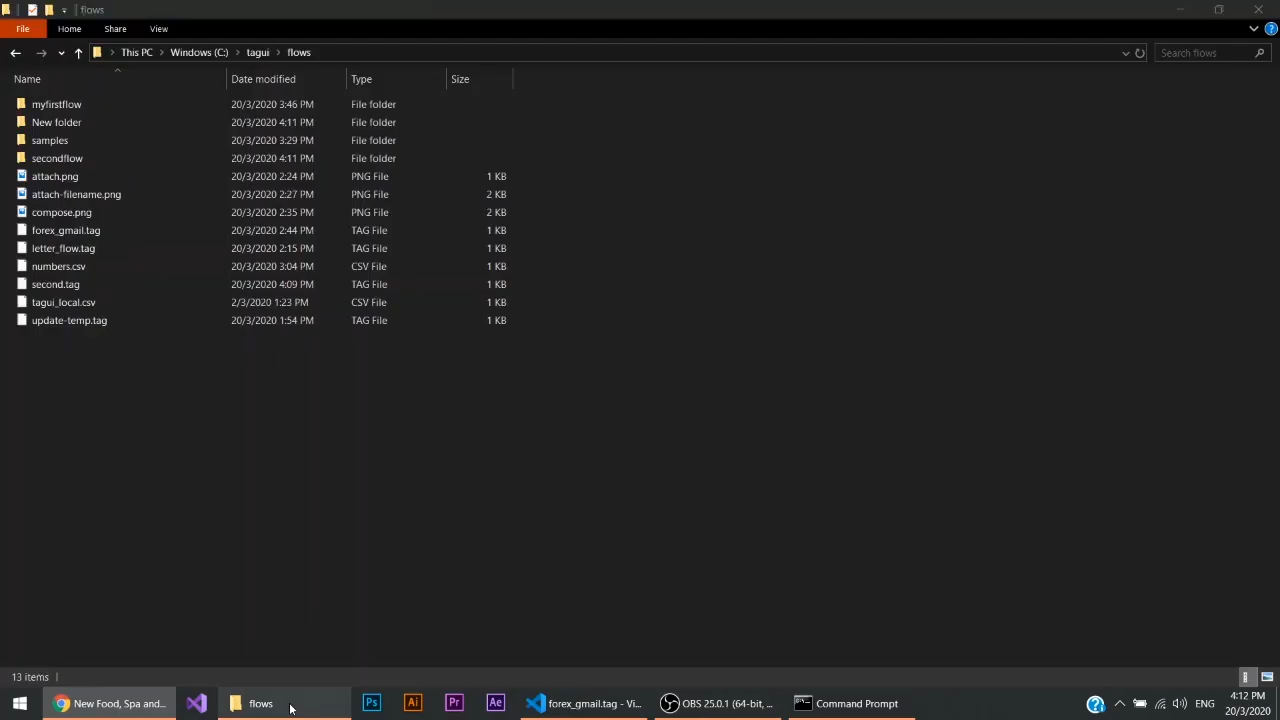 flows
File Home Share View
This PC Windows (C:) tagui flows Search flows
Name Date modified Type Size
myfirstflow 20/3/2020 3:46 PM File folder
New folder 20/3/2020 4:11 PM File folder
samples 20/3/2020 3:29 PM File folder
secondflow 20/3/2020 4:11 PM File folder
attach.png 20/3/2020 2:24 PM PNG File 1 KB
attach-filename.png 20/3/2020 2:27 PM PNG File 2 KB
compose.png 20/3/2020 2:35 PM PNG File 2 KB
forex_gmail.tag 20/3/2020 2:44 PM TAG File 1 KB
letter_flow.tag 20/3/2020 2:15 PM TAG File 1 KB
numbers.csv 20/3/2020 3:04 PM CSV File 1 KB
second.tag 20/3/2020 4:09 PM TAG File 1 KB
tagui_local.csv 2/3/2020 1:23 PM CSV File 1 KB
update-temp.tag 20/3/2020 1:54 PM TAG File 1 KB
13 items
New Food, Spa and... flows Ps Ai Pr Ae forex_gmail.tag - Vi... OBS 25.0.1 (64-bit, ... Command Prompt ENG 4:12 PM
20/3/2020